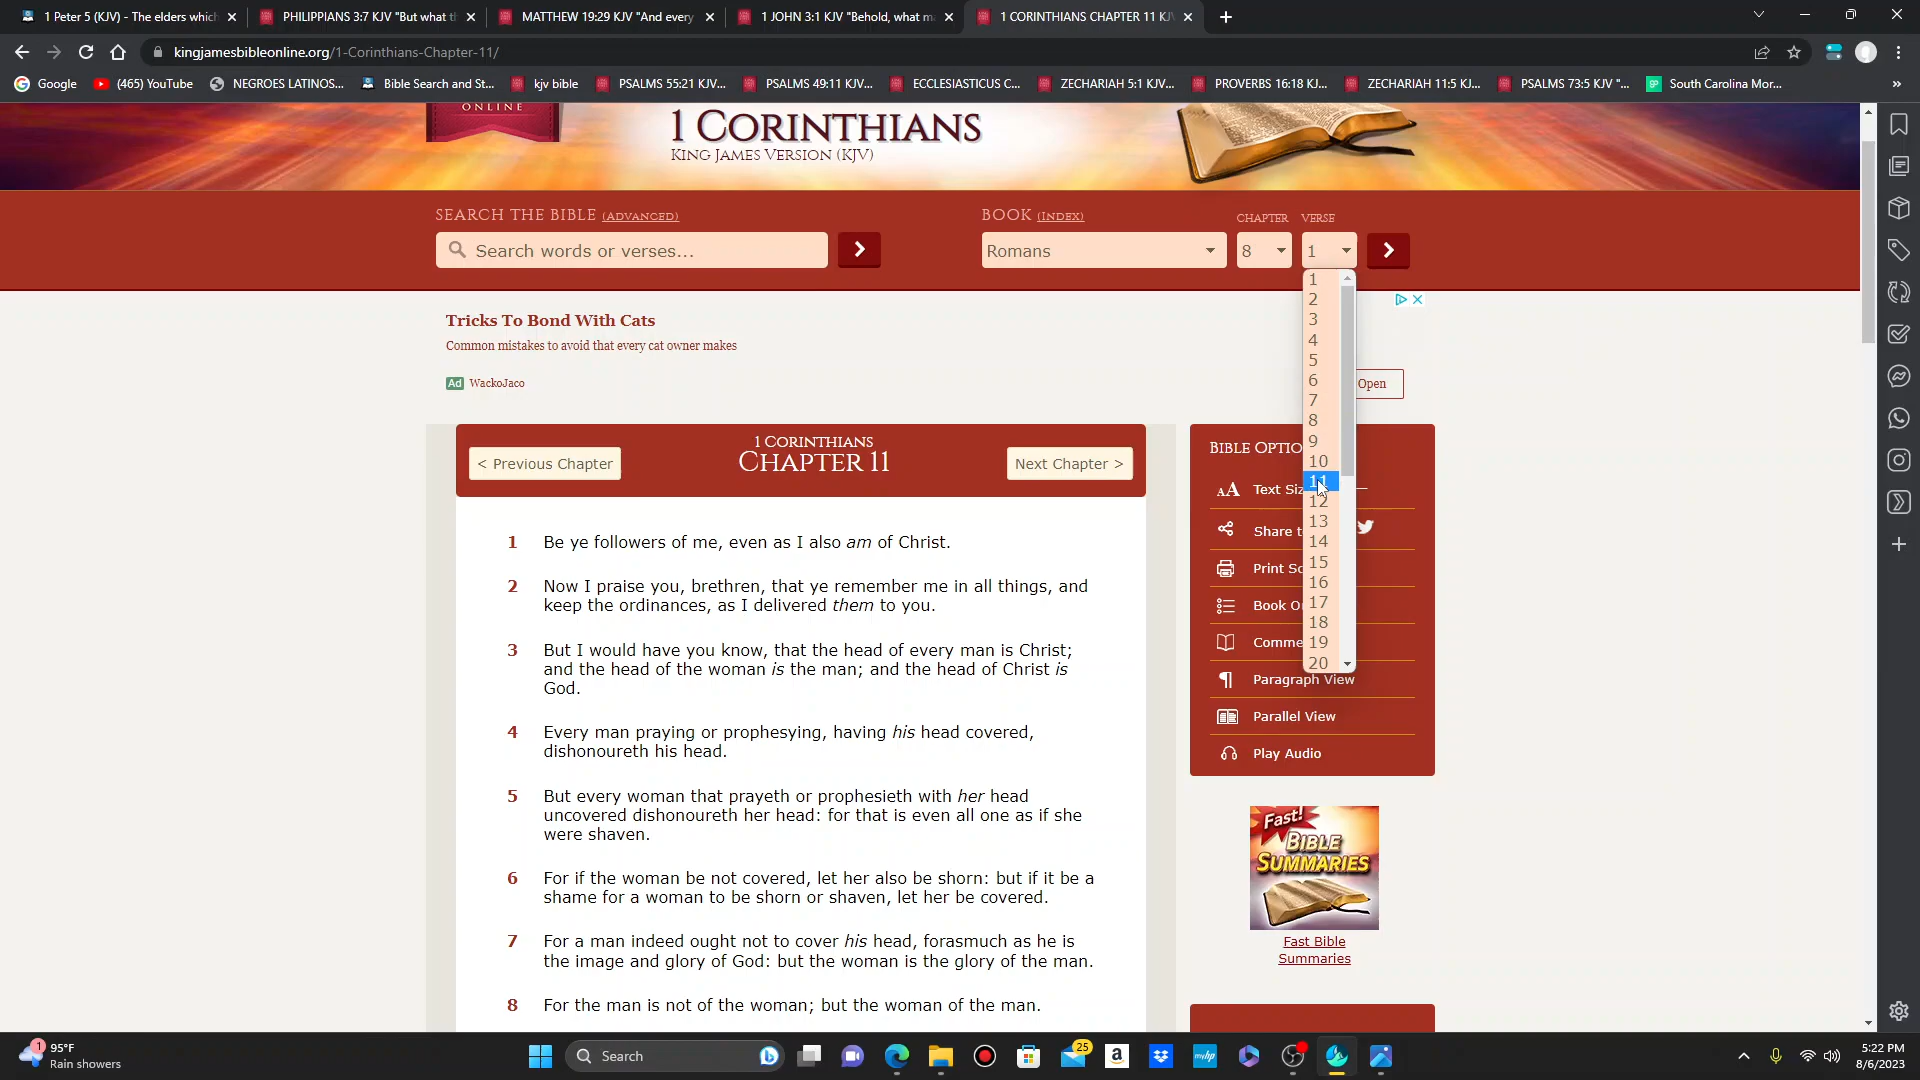 1 Peter 5 (KJV) - The elders which
PHILIPPIANS 3:7 KJV "But what th
MATTHEW 19:29 KJV "And every
1 JOHN 3:1 KJV "Behold, what ma
1 CORINTHIANS CHAPTER 11 KJ
kingjamesbibleonline.org/1-Corinthians-Chapter-11/
Google
(465) YouTube
NEGROES LATINOS...
Bible Search and St...
kjv bible
PSALMS 55:21 KJV...
PSALMS 49:11 KJV...
ECCLESIASTICUS C...
ZECHARIAH 5:1 KJV...
PROVERBS 16:18 KJ...
ZECHARIAH 11:5 KJ...
PSALMS 73:5 KJV "...
South Carolina Mor...
ONLINE
1 CORINTHIANS
KING JAMES VERSION (KJV)
SEARCH THE BIBLE (ADVANCED)
Search words or verses...
BOOK (INDEX)
CHAPTER
VERSE
Romans
8
1
1
2
3
4
5
6
7
8
9
10
11
12
13
14
15
16
17
18
19
20
Tricks To Bond With Cats
Common mistakes to avoid that every cat owner makes
Ad WackoJaco
Open
< Previous Chapter
1 CORINTHIANS
CHAPTER 11
Next Chapter >
1 Be ye followers of me, even as I also am of Christ.
2 Now I praise you, brethren, that ye remember me in all things, and
keep the ordinances, as I delivered them to you.
3 But I would have you know, that the head of every man is Christ;
and the head of the woman is the man; and the head of Christ is
God.
4 Every man praying or prophesying, having his head covered,
dishonoureth his head.
5 But every woman that prayeth or prophesieth with her head
uncovered dishonoureth her head: for that is even all one as if she
were shaven.
6 For if the woman be not covered, let her also be shorn: but if it be a
shame for a woman to be shorn or shaven, let her be covered.
7 For a man indeed ought not to cover his head, forasmuch as he is
the image and glory of God: but the woman is the glory of the man.
8 For the man is not of the woman; but the woman of the man.
BIBLE OPTIO
AA Text Siz
Share t
Print Sc
Book O
Comme
Paragraph View
Parallel View
Play Audio
Fast!
BIBLE
SUMMARIES
Fast Bible
Summaries
1
95°F
Rain showers
Search
25
a
myhp
5:22 PM
8/6/2023